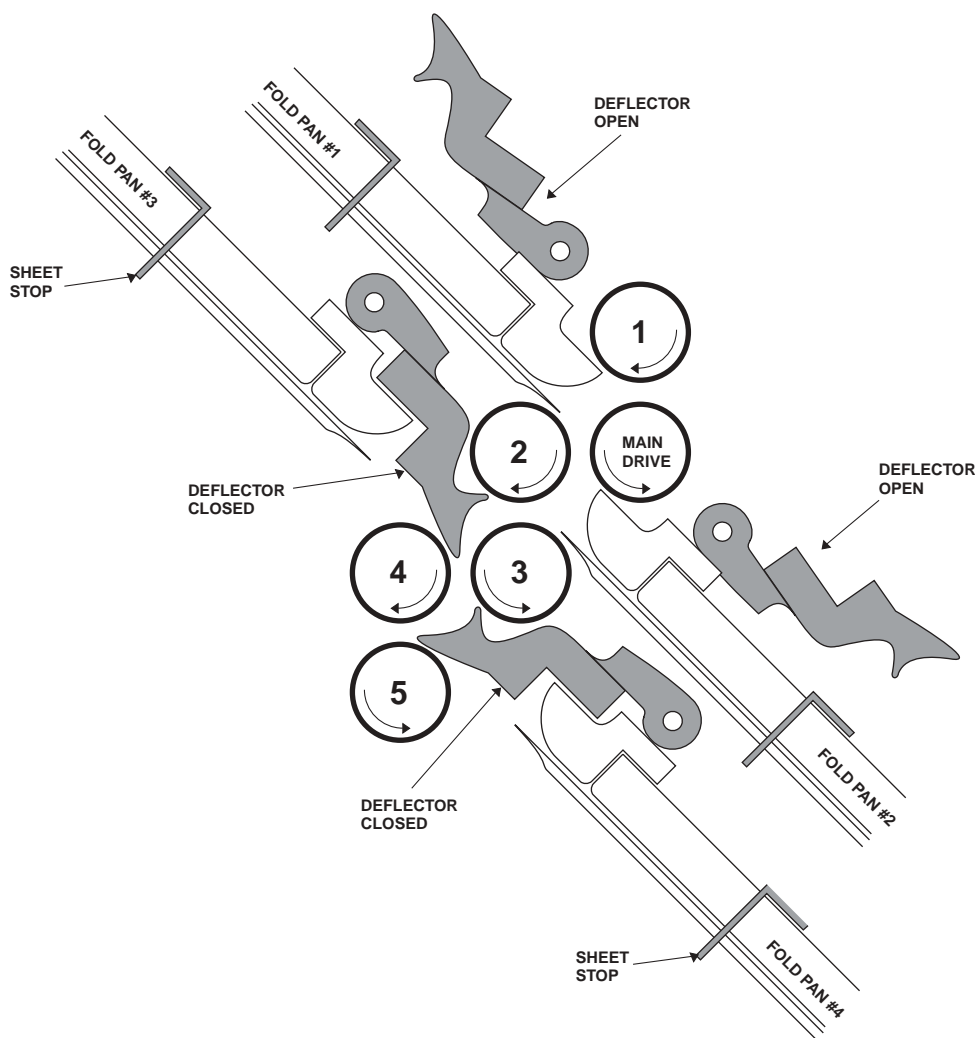 DEFLECTOR
OPEN
FOLD PAN #1
FOLD PAN #3
SHEET
STOP
1
2
MAIN
DRIVE
DEFLECTOR
OPEN
DEFLECTOR
CLOSED
4
3
5
DEFLECTOR
CLOSED
FOLD PAN #2
SHEET
STOP
FOLD PAN #4